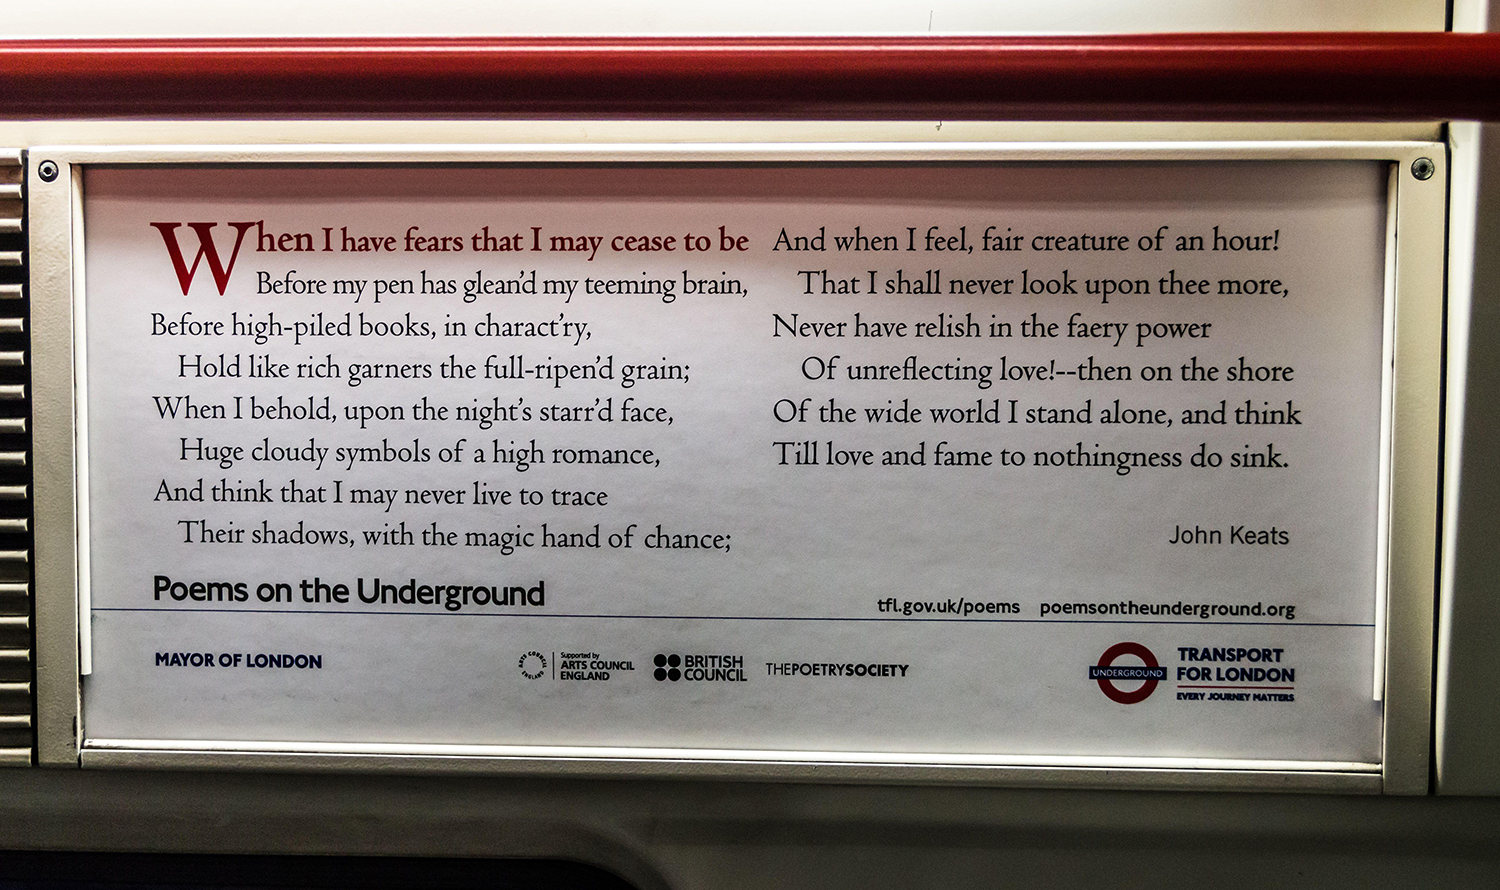 When I have fears that I may cease to be
Before my pen has glean'd my teeming brain,
Before high-piled books, in charact'ry,
Hold like rich garners the full-ripen'd grain;
When I behold, upon the night's starr'd face,
Huge cloudy symbols of a high romance,
And think that I may never live to trace
Their shadows, with the magic hand of chance;
And when I feel, fair creature of an hour!
That I shall never look upon thee more,
Never have relish in the faery power
Of unreflecting love!--then on the shore
Of the wide world I stand alone, and think
Till love and fame to nothingness do sink.
John Keats
Poems on the Underground
tfl.gov.uk/poems poemsontheunderground.org
MAYOR OF LONDON
ARTS COUNCIL ENGLAND
Supported by
ARTS COUNCIL
ENGLAND
BRITISH
COUNCIL
THEPOETRYSOCIETY
UNDERGROUND
TRANSPORT
FOR LONDON
EVERY JOURNEY MATTERS